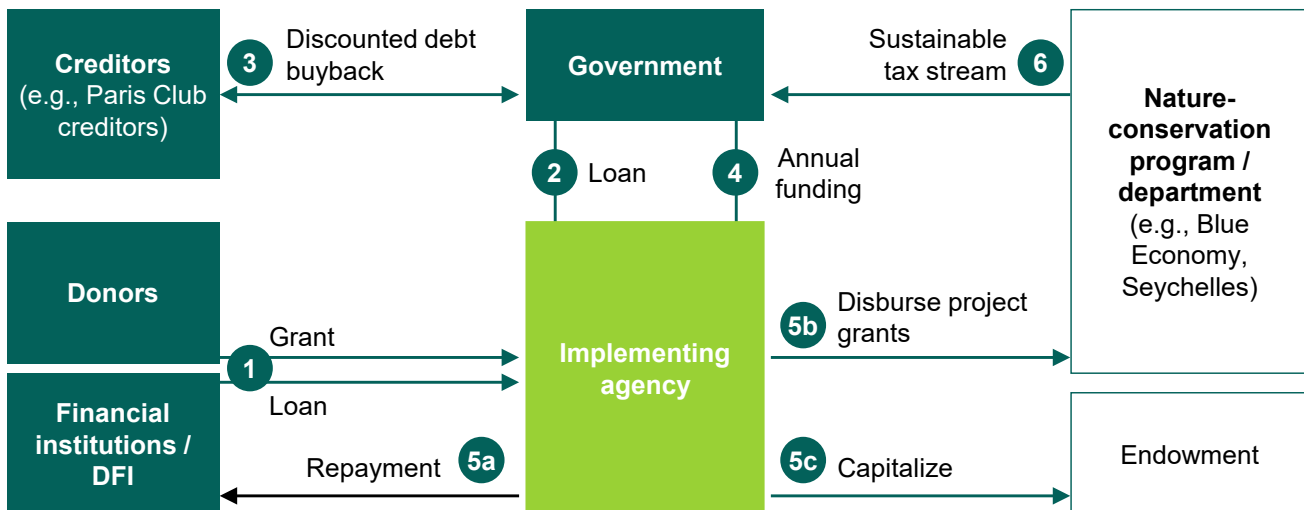 Creditors
(e.g., Paris Club
creditors)
3
Discounted debt
buyback
Government
Sustainable
tax stream
6
Nature-
conservation
program /
department
(e.g., Blue
Economy,
Seychelles)
2
Loan
4
Annual
funding
Donors
Grant
1
Loan
Financial
institutions /
DFI
Repayment
5a
Implementing
agency
5b
Disburse project
grants
5c
Capitalize
Endowment